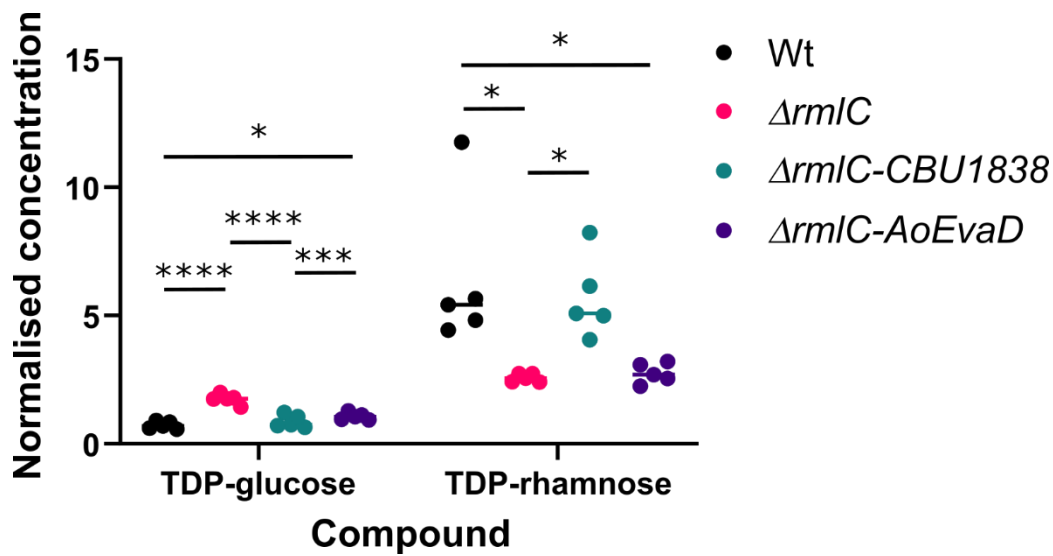 Normalised concentration
15
10
5
0
*
****
****
***
*
*
*
TDP-glucose
TDP-rhamnose
Compound
Wt
ΔrmlC
ΔrmlC-CBU1838
ΔrmlC-AoEvaD